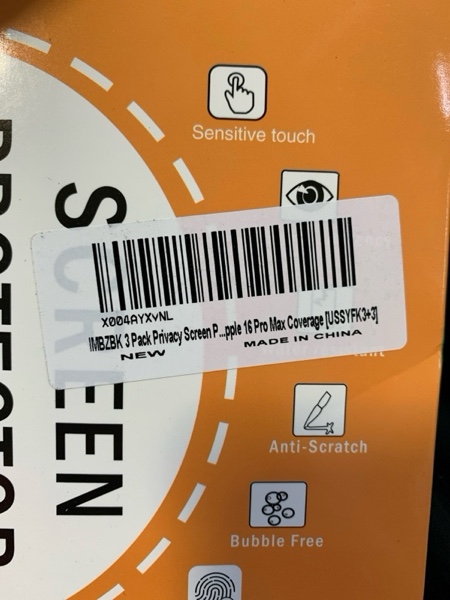 Sensitive touch
SCREEN
PROTECTOR
X004AYXvNL
IMBZBK 3 Pack Privacy Screen P...pple 16 Pro Max Coverage [USSYFK3+3]
NEW
MADE IN CHINA
Anti-Scratch
Bubble Free